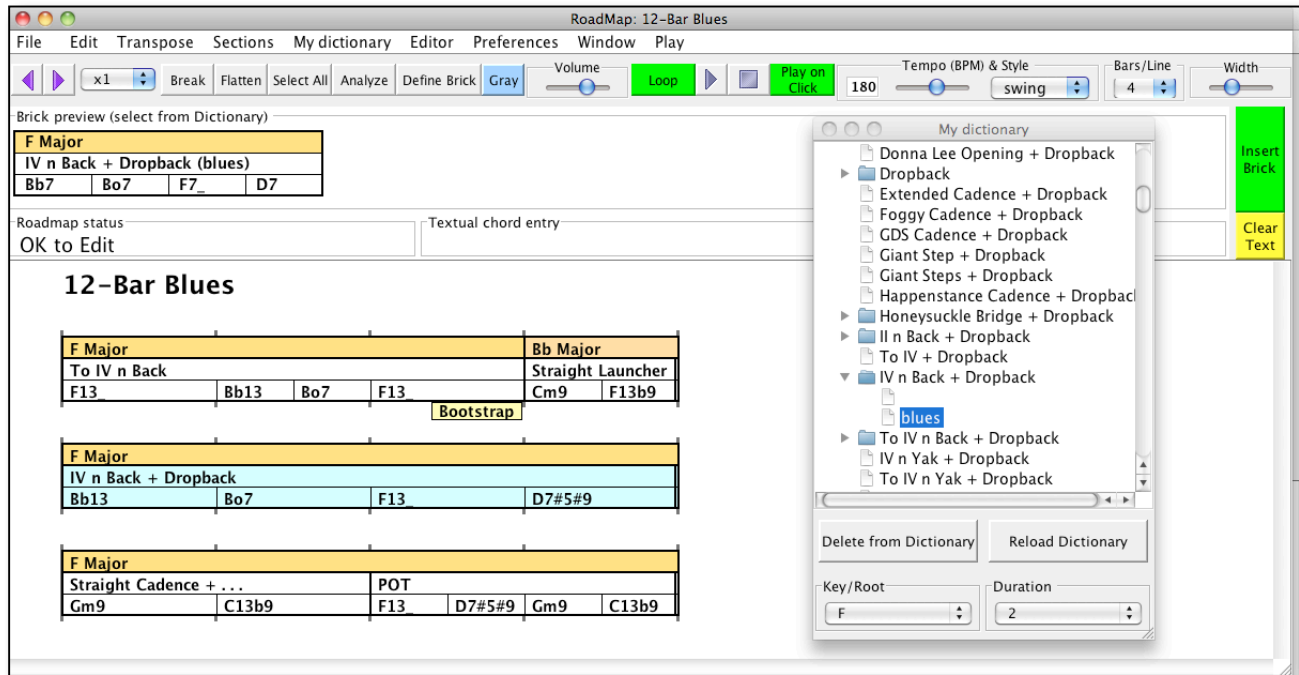 RoadMap: 12-Bar Blues
File Edit Transpose Sections My dictionary Editor Preferences Window Play
x1 Break Flatten Select All Analyze Define Brick Gray Volume Loop Play on Click 180 Tempo (BPM) & Style swing Bars/Line 4 Width
Brick preview (select from Dictionary)
F Major
IV n Back + Dropback (blues)
Bb7 Bo7 F7_ D7
Insert
Brick
Roadmap status
OK to Edit
Textual chord entry
Clear
Text
12-Bar Blues
F Major Bb Major
To IV n Back Straight Launcher
F13_ Bb13 Bo7 F13_ Cm9 F13b9
Bootstrap
F Major
IV n Back + Dropback
Bb13 Bo7 F13_ D7#5#9
F Major
Straight Cadence + ... POT
Gm9 C13b9 F13_ D7#5#9 Gm9 C13b9
My dictionary
Donna Lee Opening + Dropback
Dropback
Extended Cadence + Dropback
Foggy Cadence + Dropback
GDS Cadence + Dropback
Giant Step + Dropback
Giant Steps + Dropback
Happenstance Cadence + Dropbac
Honeysuckle Bridge + Dropback
II n Back + Dropback
To IV + Dropback
IV n Back + Dropback
blues
To IV n Back + Dropback
IV n Yak + Dropback
To IV n Yak + Dropback
Delete from Dictionary Reload Dictionary
Key/Root Duration
F 2